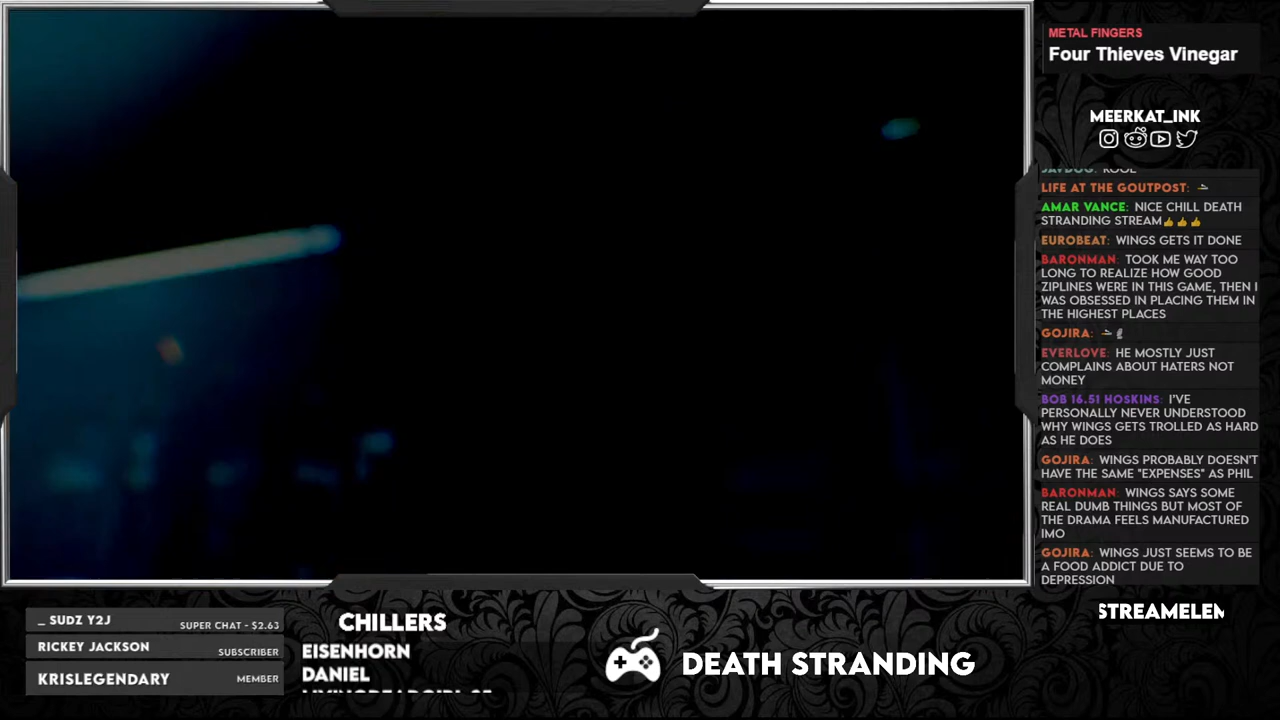 METAL FINGERS
Four Thieves Vinegar
MEERKAT_INK
JAYDOG: KOOL
LIFE AT THE GOUTPOST:
AMAR VANCE: NICE CHILL DEATH
STRANDING STREAM👍👍👍
EUROBEAT: WINGS GETS IT DONE
BARONMAN: TOOK ME WAY TOO
LONG TO REALIZE HOW GOOD
ZIPLINES WERE IN THIS GAME, THEN I
WAS OBSESSED IN PLACING THEM IN
THE HIGHEST PLACES
GOJIRA:
EVERLOVE: HE MOSTLY JUST
COMPLAINS ABOUT HATERS NOT
MONEY
BOB 16.51 HOSKINS: I'VE
PERSONALLY NEVER UNDERSTOOD
WHY WINGS GETS TROLLED AS HARD
AS HE DOES
GOJIRA: WINGS PROBABLY DOESN'T
HAVE THE SAME "EXPENSES" AS PHIL
BARONMAN: WINGS SAYS SOME
REAL DUMB THINGS BUT MOST OF
THE DRAMA FEELS MANUFACTURED
IMO
GOJIRA: WINGS JUST SEEMS TO BE
A FOOD ADDICT DUE TO
DEPRESSION
STREAMELEM
_ SUDZ Y2J SUPER CHAT - $2.63
RICKEY JACKSON SUBSCRIBER
KRISLEGENDARY MEMBER
CHILLERS
EISENHORN
DANIEL
DEATH STRANDING